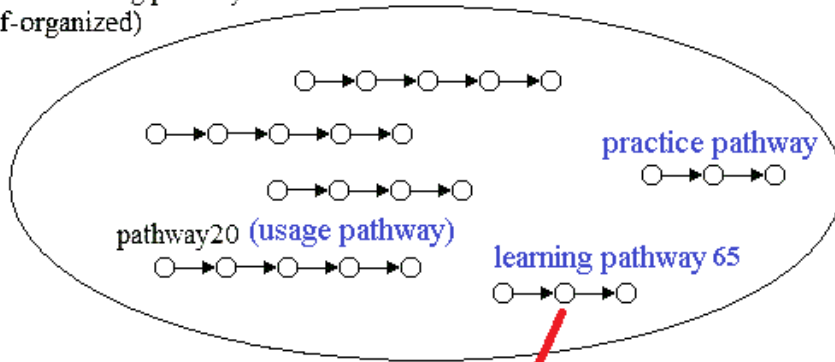 f-organized)
practice pathway
pathway20 (usage pathway)
learning pathway 65